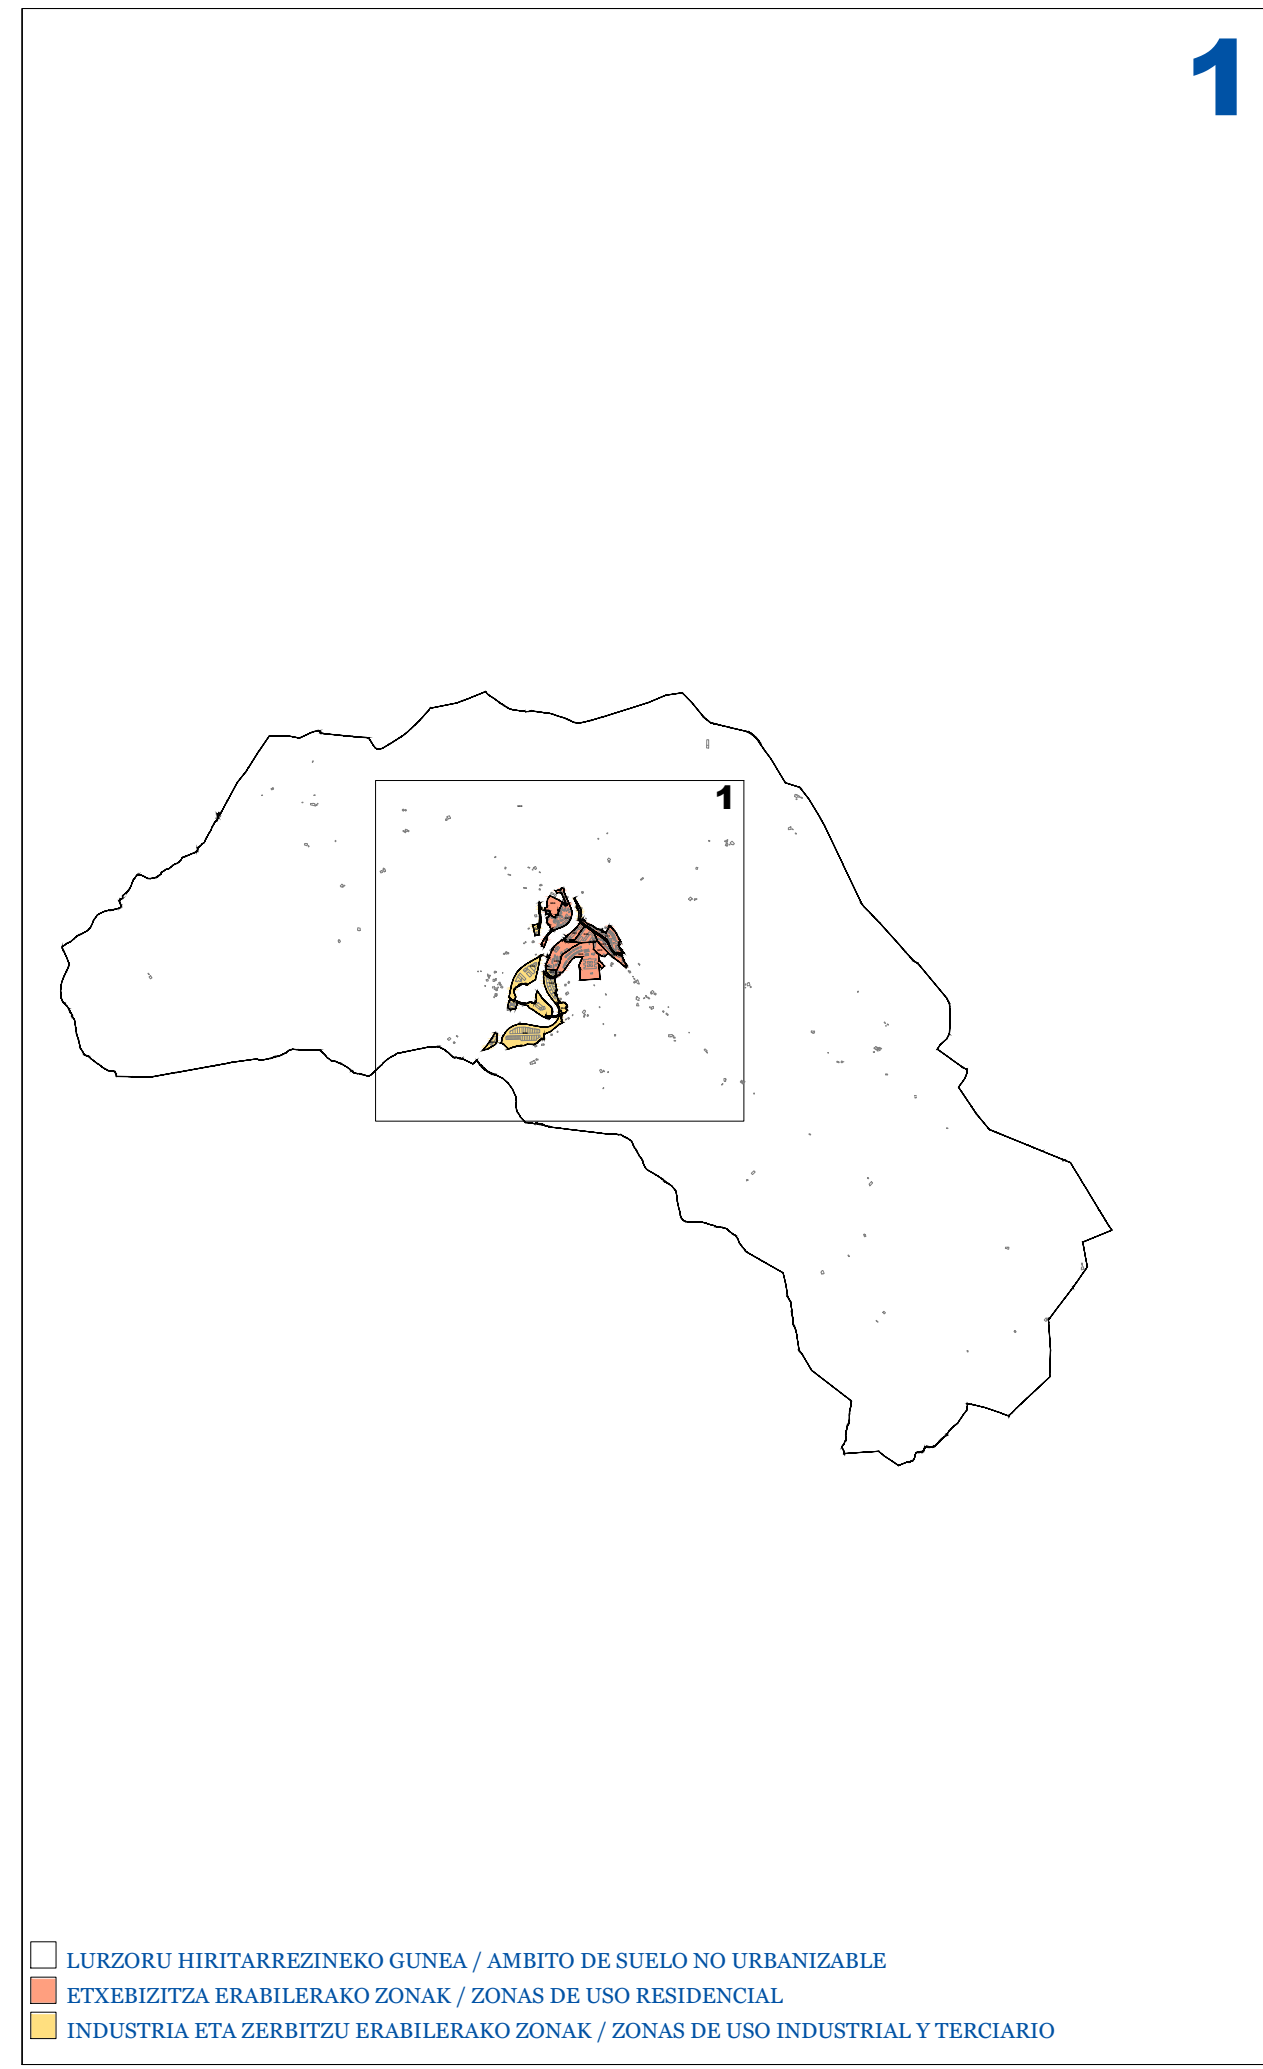 1
1
LURZORU HIRITARREZINEKO GUNEA / AMBITO DE SUELO NO URBANIZABLE
ETXEBIZITZA ERABILERAKO ZONAK / ZONAS DE USO RESIDENCIAL
INDUSTRIA ETA ZERBITZU ERABILERAKO ZONAK / ZONAS DE USO INDUSTRIAL Y TERCIARIO